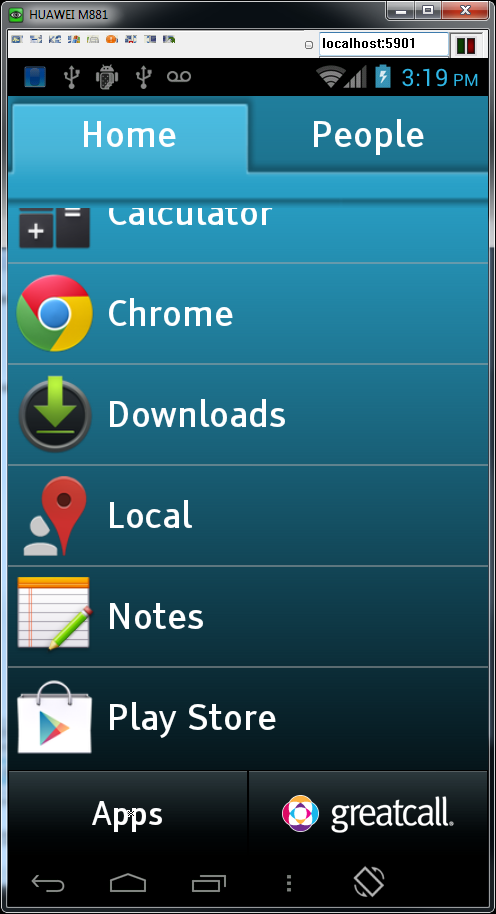 HUAWEI M881
localhost:5901
3:19 PM
Home
People
Calculator
Chrome
Downloads
Local
Notes
Play Store
Apps
greatcall.